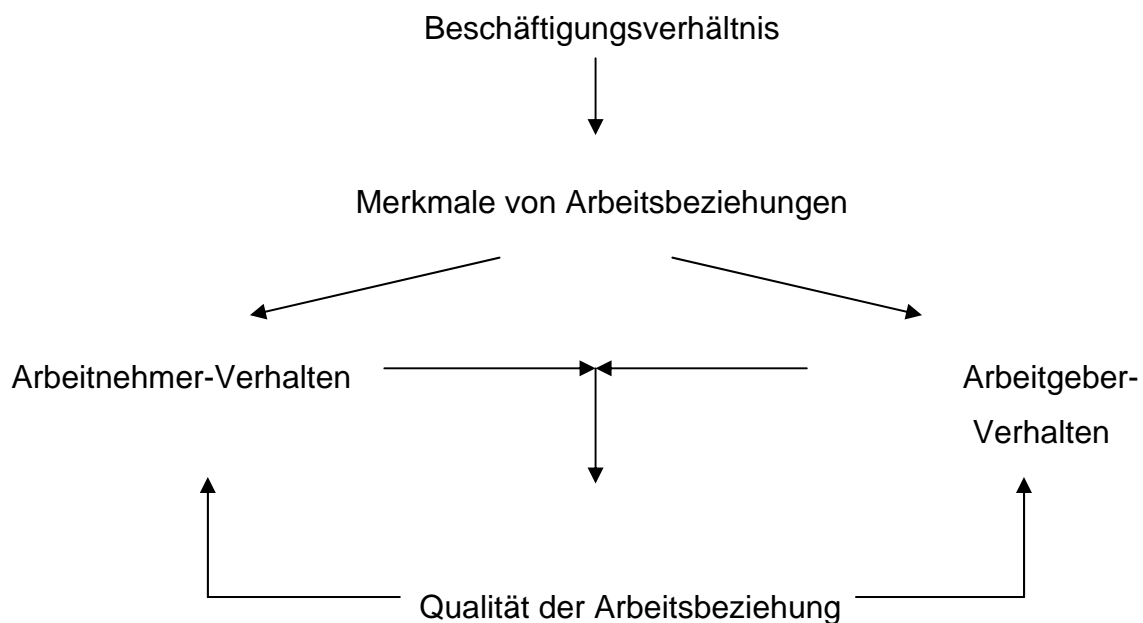 Beschäftigungsverhältnis
Merkmale von Arbeitsbeziehungen
Arbeitnehmer-Verhalten
Arbeitgeber-
Verhalten
Qualität der Arbeitsbeziehung